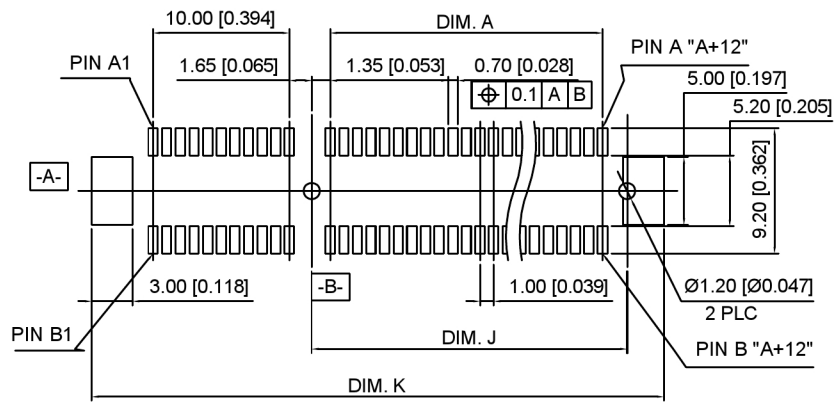 10.00 [0.394]
DIM. A
PIN A1
1.65 [0.065]
1.35 [0.053]
0.70 [0.028]
PIN A "A+12"
0.1 A B
5.00 [0.197]
5.20 [0.205]
-A-
9.20 [0.362]
3.00 [0.118]
-B-
1.00 [0.039]
Ø1.20 [Ø0.047]
2 PLC
PIN B1
DIM. J
PIN B "A+12"
DIM. K